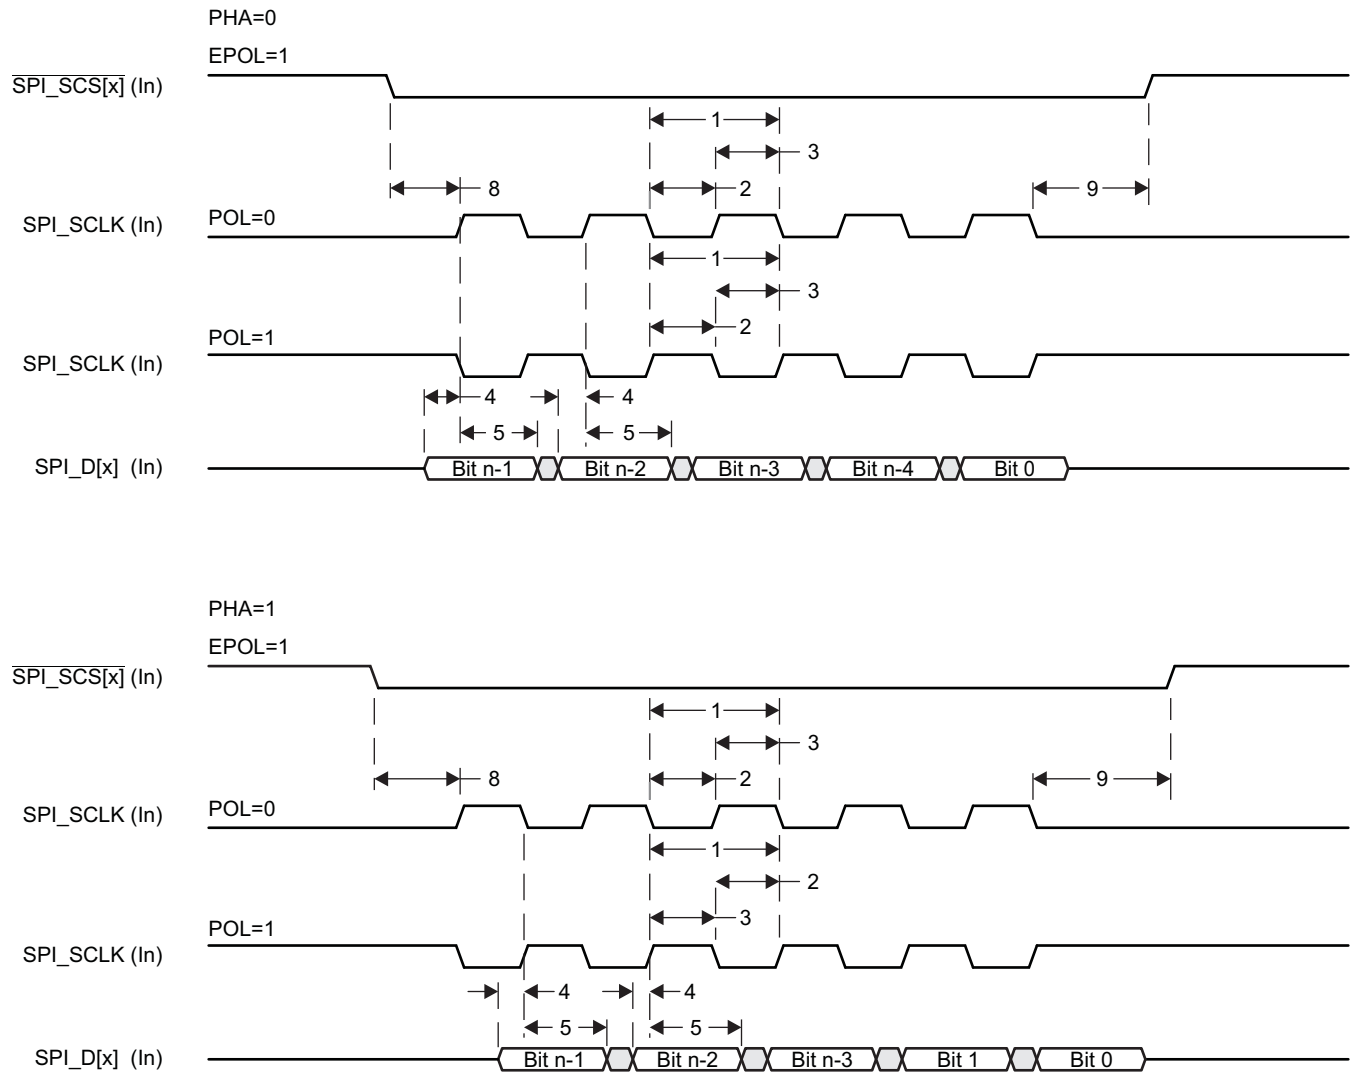 PHA=0
EPOL=1
SPI_SCS[x] (In)
1
3
8
2
9
SPI_SCLK (In)
POL=0
1
3
2
POL=1
SPI_SCLK (In)
4
4
5
5
SPI_D[x] (In)
Bit n-1
Bit n-2
Bit n-3
Bit n-4
Bit 0
PHA=1
EPOL=1
SPI_SCS[x] (In)
1
3
8
2
9
SPI_SCLK (In)
POL=0
1
2
3
POL=1
SPI_SCLK (In)
4
4
5
5
SPI_D[x] (In)
Bit n-1
Bit n-2
Bit n-3
Bit 1
Bit 0